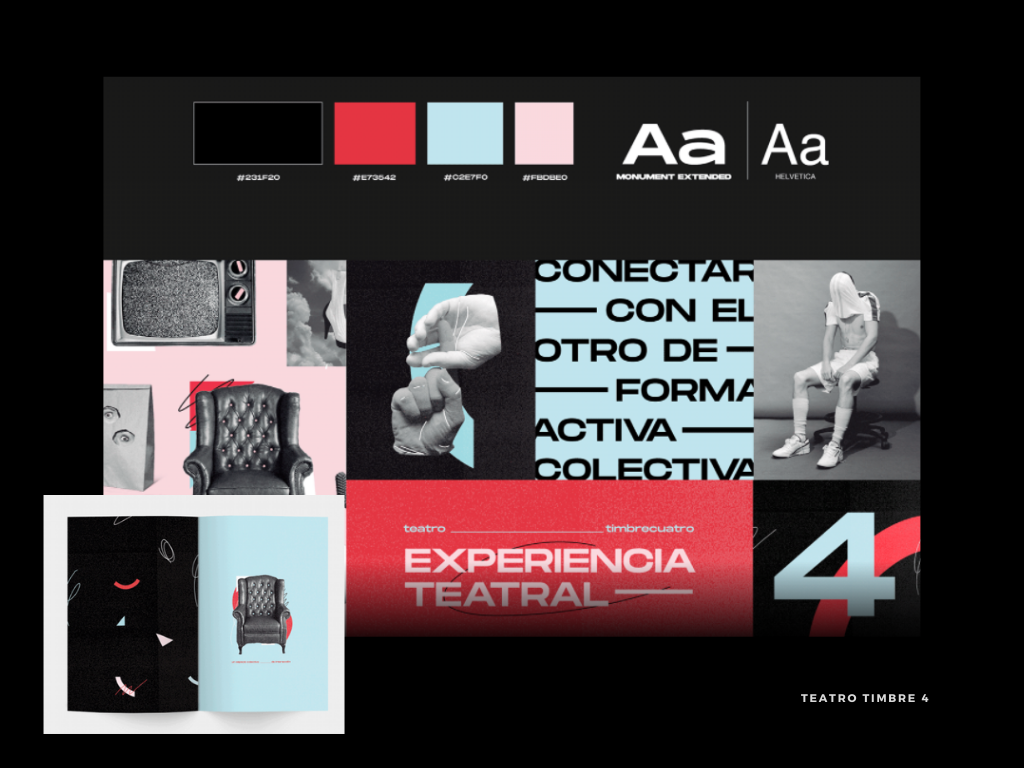 #231F20
#E73542
#C2E7F0
#FBDBE0
Aa
MONUMENT EXTENDED
Aa
HELVETICA
CONECTAR
CON EL
OTRO DE
FORMA
ACTIVA
COLECTIVA
teatro timbrecuatro
EXPERIENCIA
TEATRAL
4
TEATRO TIMBRE 4